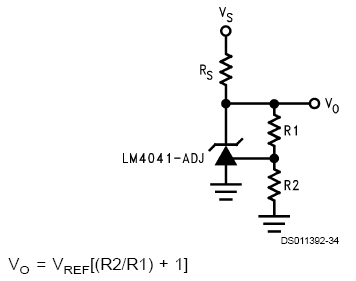 VS
RS
VO
R1
LM4041-ADJ
R2
DS011392-34
VO = VREF[(R2/R1) + 1]